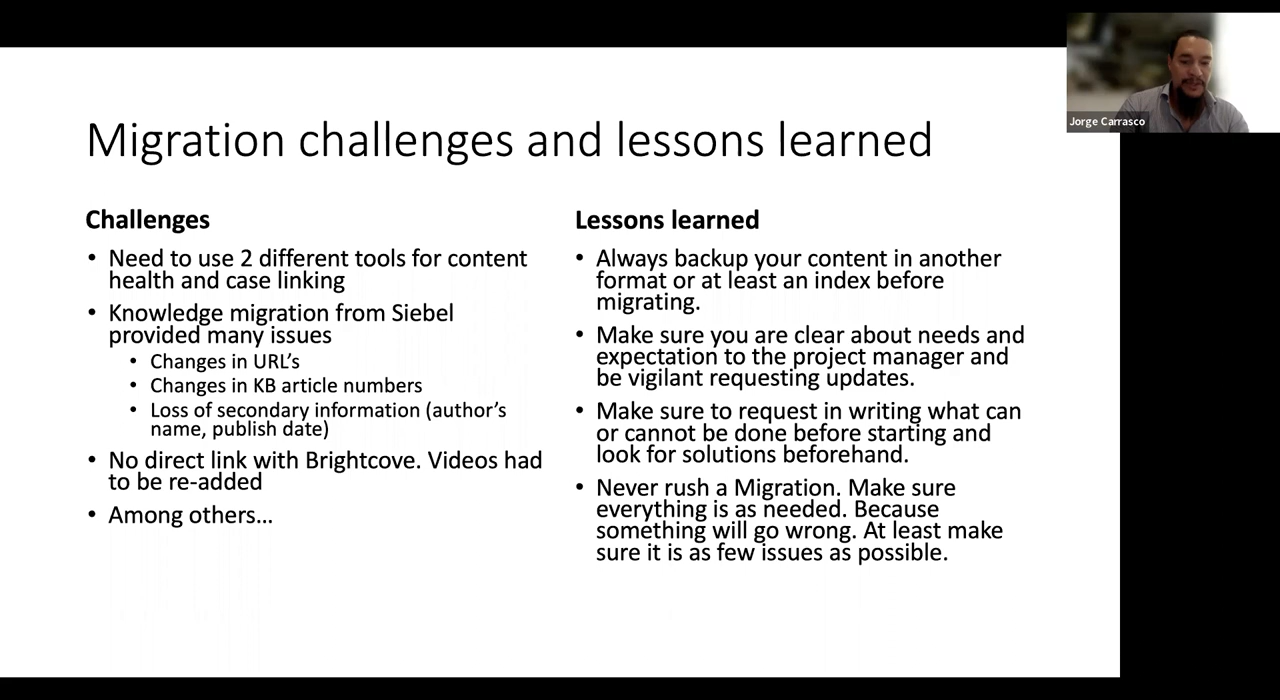 Jorge Carrasco
Migration challenges and lessons learned
Challenges
• Need to use 2 different tools for content
health and case linking
• Knowledge migration from Siebel
provided many issues
• Changes in URL's
• Changes in KB article numbers
• Loss of secondary information (author's
name, publish date)
• No direct link with Brightcove. Videos had
to be re-added
• Among others...
Lessons learned
• Always backup your content in another
format or at least an index before
migrating.
• Make sure you are clear about needs and
expectation to the project manager and
be vigilant requesting updates.
• Make sure to request in writing what can
or cannot be done before starting and
look for solutions beforehand.
• Never rush a Migration. Make sure
everything is as needed. Because
something will go wrong. At least make
sure it is as few issues as possible.